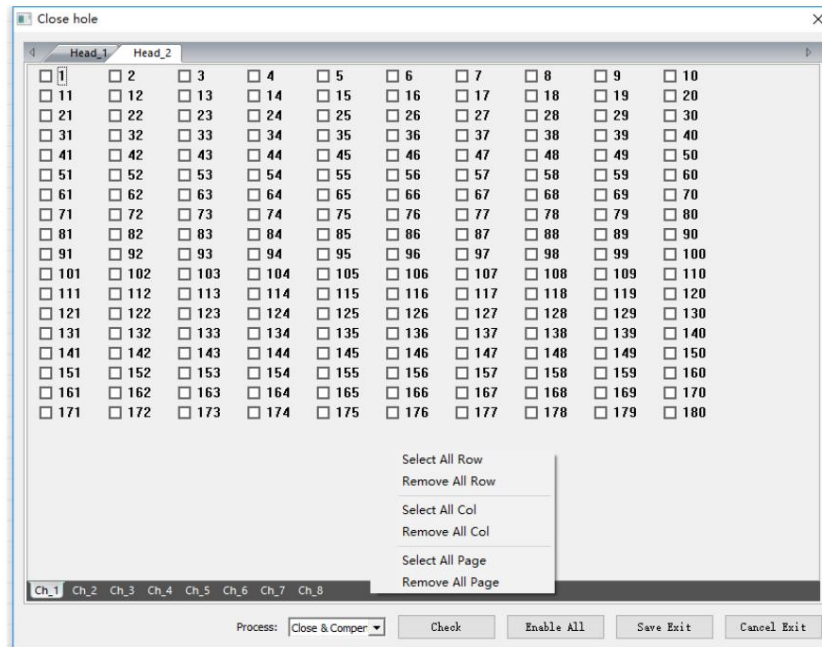 Close hole
Head_1 Head_2
1 2 3 4 5 6 7 8 9 10
11 12 13 14 15 16 17 18 19 20
21 22 23 24 25 26 27 28 29 30
31 32 33 34 35 36 37 38 39 40
41 42 43 44 45 46 47 48 49 50
51 52 53 54 55 56 57 58 59 60
61 62 63 64 65 66 67 68 69 70
71 72 73 74 75 76 77 78 79 80
81 82 83 84 85 86 87 88 89 90
91 92 93 94 95 96 97 98 99 100
101 102 103 104 105 106 107 108 109 110
111 112 113 114 115 116 117 118 119 120
121 122 123 124 125 126 127 128 129 130
131 132 133 134 135 136 137 138 139 140
141 142 143 144 145 146 147 148 149 150
151 152 153 154 155 156 157 158 159 160
161 162 163 164 165 166 167 168 169 170
171 172 173 174 175 176 177 178 179 180
Select All Row
Remove All Row
Select All Col
Remove All Col
Select All Page
Remove All Page
Ch_1 Ch_2 Ch_3 Ch_4 Ch_5 Ch_6 Ch_7 Ch_8
Process: Close & Comper Check Enable All Save Exit Cancel Exit